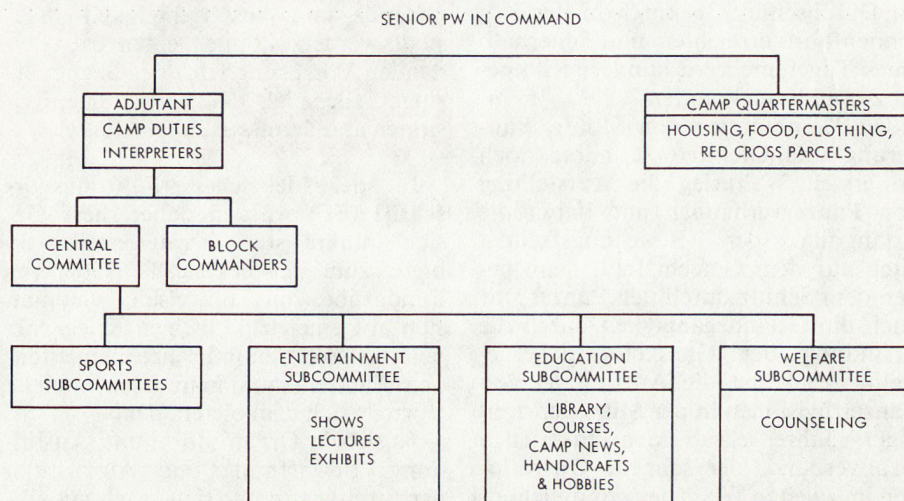 SENIOR PW IN COMMAND
ADJUTANT
CAMP DUTIES
INTERPRETERS
CAMP QUARTERMASTERS
HOUSING, FOOD, CLOTHING,
RED CROSS PARCELS
CENTRAL
COMMITTEE
BLOCK
COMMANDERS
SPORTS
SUBCOMMITTEES
ENTERTAINMENT
SUBCOMMITTEE
SHOWS
LECTURES
EXHIBITS
EDUCATION
SUBCOMMITTEE
LIBRARY,
COURSES,
CAMP NEWS,
HANDICRAFTS
& HOBBIES
WELFARE
SUBCOMMITTEE
COUNSELING